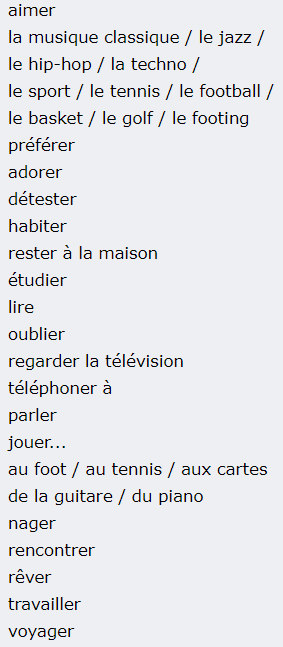 aimer
la musique classique / le jazz /
le hip-hop / la techno /
le sport / le tennis / le football /
le basket / le golf / le footing
préférer
adorer
détester
habiter
rester à la maison
étudier
lire
oublier
regarder la télévision
téléphoner à
parler
jouer...
au foot / au tennis / aux cartes
de la guitare / du piano
nager
rencontrer
rêver
travailler
voyager